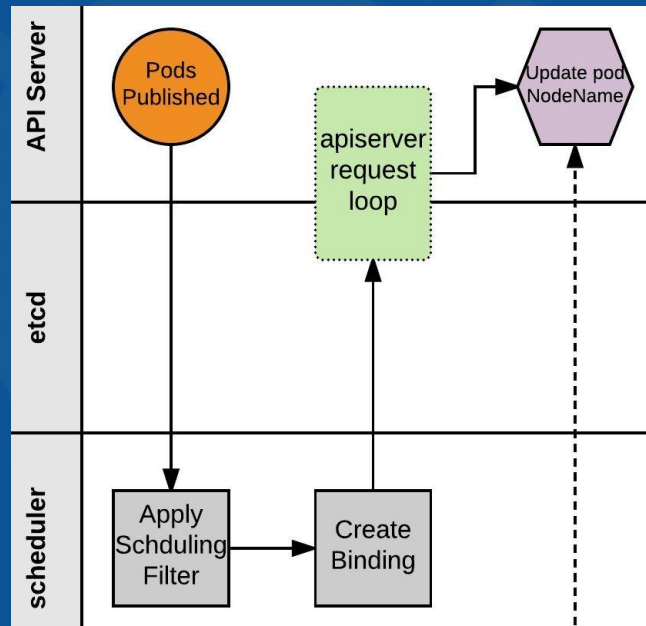 API Server
Pods
Published
apiserver
request
loop
Update pod
NodeName
etcd
scheduler
Apply
Schduling
Filter
Create
Binding